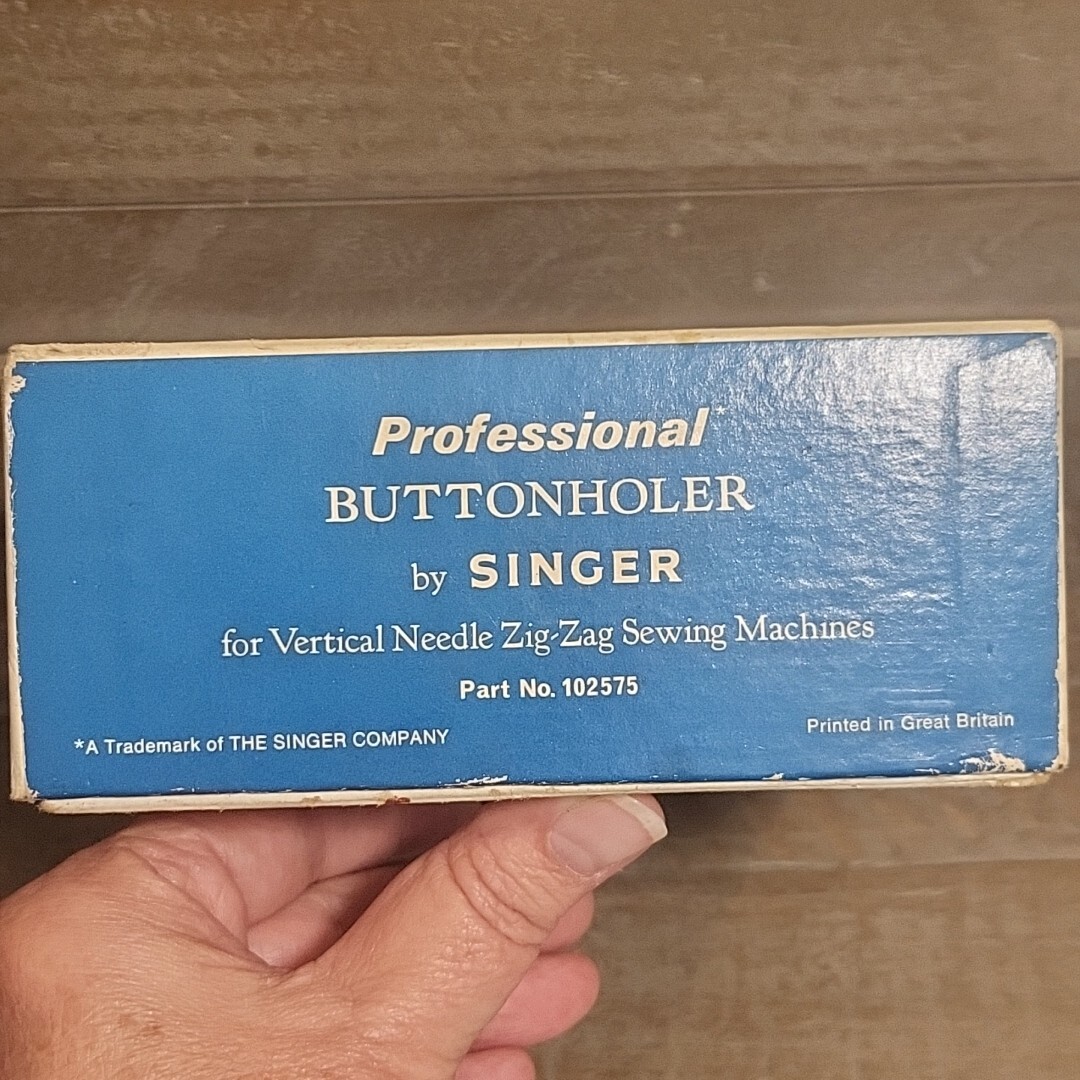 Professional*
BUTTONHOLER
by SINGER
for Vertical Needle Zig-Zag Sewing Machines
Part No. 102575
*A Trademark of THE SINGER COMPANY
Printed in Great Britain